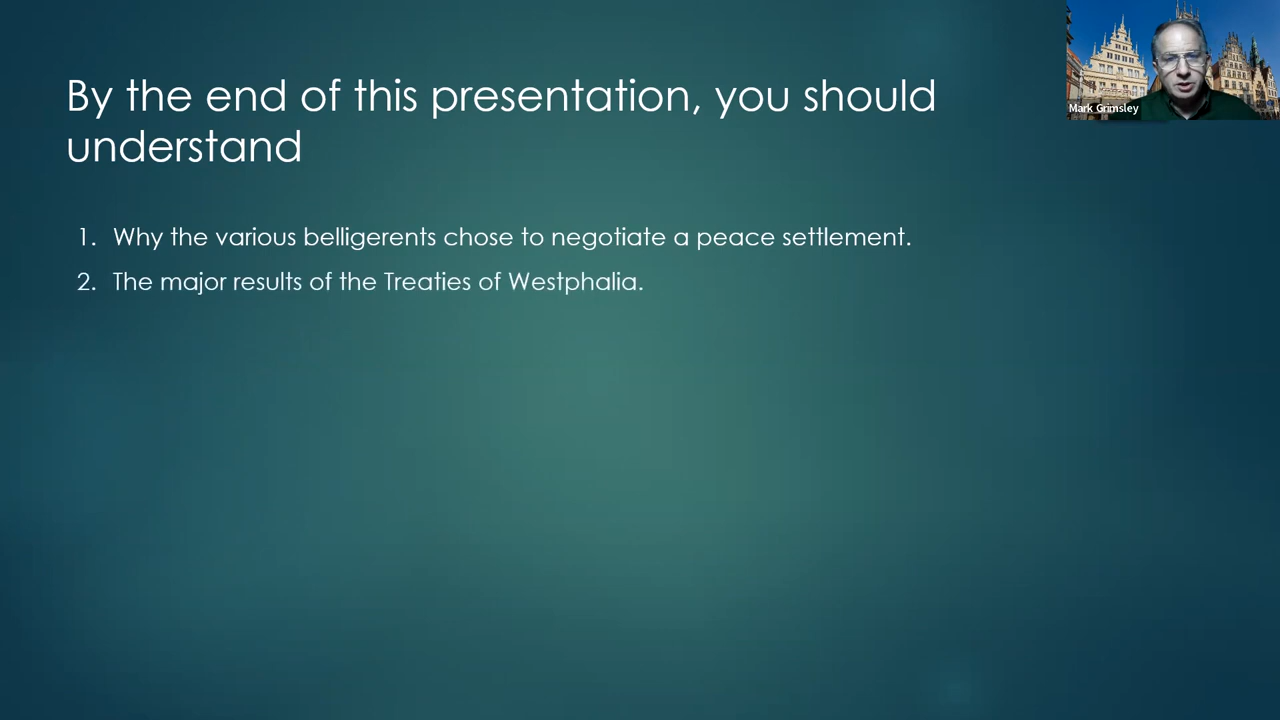 By the end of this presentation, you should
understand
Mark Grimsley
1. Why the various belligerents chose to negotiate a peace settlement.
2. The major results of the Treaties of Westphalia.